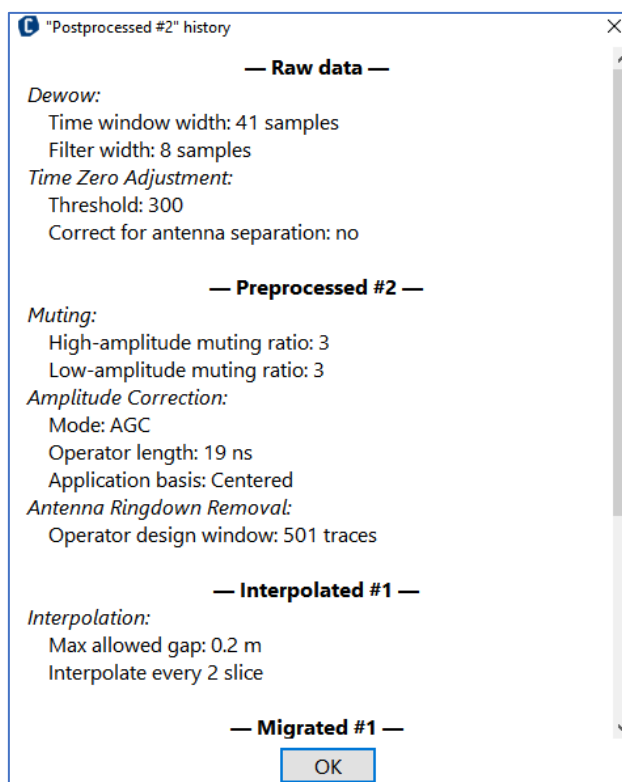 "Postprocessed #2" history
— Raw data —
Dewow:
Time window width: 41 samples
Filter width: 8 samples
Time Zero Adjustment:
Threshold: 300
Correct for antenna separation: no
— Preprocessed #2 —
Muting:
High-amplitude muting ratio: 3
Low-amplitude muting ratio: 3
Amplitude Correction:
Mode: AGC
Operator length: 19 ns
Application basis: Centered
Antenna Ringdown Removal:
Operator design window: 501 traces
— Interpolated #1 —
Interpolation:
Max allowed gap: 0.2 m
Interpolate every 2 slice
— Migrated #1 —
OK